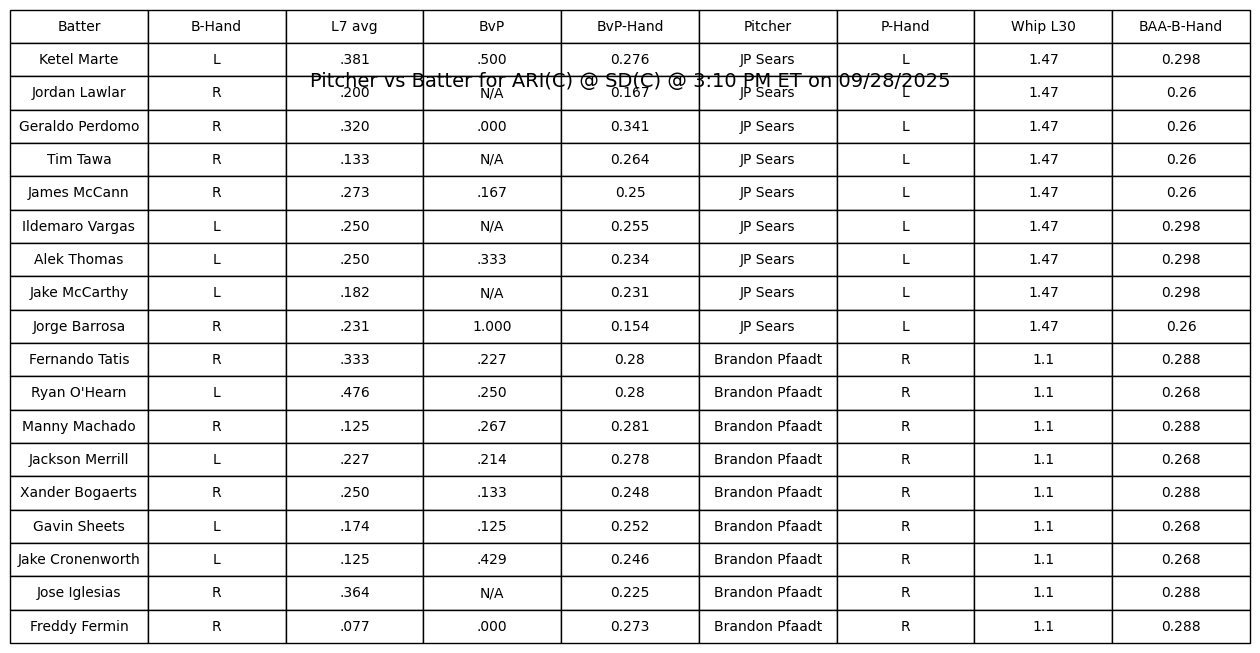 Batter B-Hand L7 avg BvP BvP-Hand Pitcher P-Hand Whip L30 BAA-B-Hand
Ketel Marte L .381 .500 0.276 JP Sears L 1.47 0.298
Pitcher vs Batter for ARI(C) @ SD(C) @ 3:10 PM ET on 09/28/2025
Jordan Lawlar R .200 N/A 0.167 JP Sears L 1.47 0.26
Geraldo Perdomo R .320 .000 0.341 JP Sears L 1.47 0.26
Tim Tawa R .133 N/A 0.264 JP Sears L 1.47 0.26
James McCann R .273 .167 0.25 JP Sears L 1.47 0.26
Ildemaro Vargas L .250 N/A 0.255 JP Sears L 1.47 0.298
Alek Thomas L .250 .333 0.234 JP Sears L 1.47 0.298
Jake McCarthy L .182 N/A 0.231 JP Sears L 1.47 0.298
Jorge Barrosa R .231 1.000 0.154 JP Sears L 1.47 0.26
Fernando Tatis R .333 .227 0.28 Brandon Pfaadt R 1.1 0.288
Ryan O'Hearn L .476 .250 0.28 Brandon Pfaadt R 1.1 0.268
Manny Machado R .125 .267 0.281 Brandon Pfaadt R 1.1 0.288
Jackson Merrill L .227 .214 0.278 Brandon Pfaadt R 1.1 0.268
Xander Bogaerts R .250 .133 0.248 Brandon Pfaadt R 1.1 0.288
Gavin Sheets L .174 .125 0.252 Brandon Pfaadt R 1.1 0.268
Jake Cronenworth L .125 .429 0.246 Brandon Pfaadt R 1.1 0.268
Jose Iglesias R .364 N/A 0.225 Brandon Pfaadt R 1.1 0.288
Freddy Fermin R .077 .000 0.273 Brandon Pfaadt R 1.1 0.288